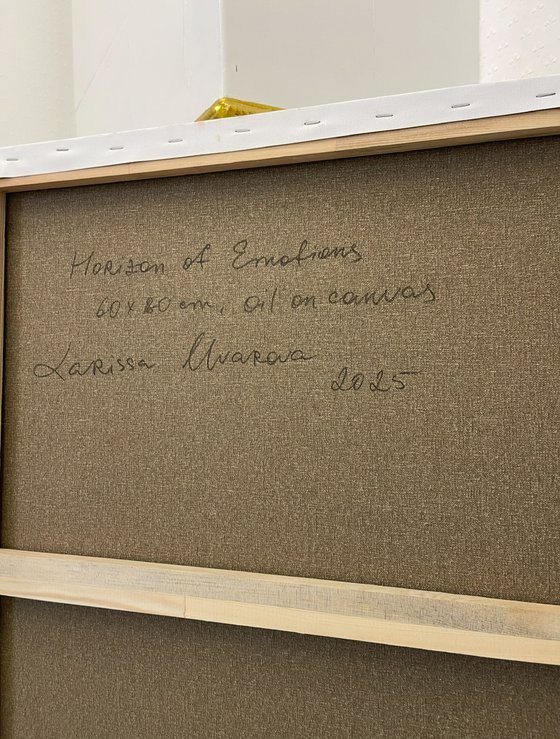 Horizon of Emotions
60 x 80 cm, oil on canvas
Larissa Uvarova
2025